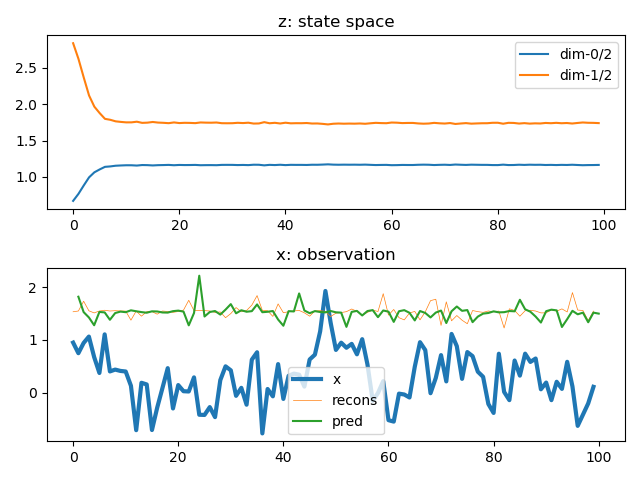 z: state space
2.5
2.0
1.5
1.0
dim-0/2
dim-1/2
0 20 40 60 80 100
x: observation
2
1
0
x
recons
pred
0 20 40 60 80 100